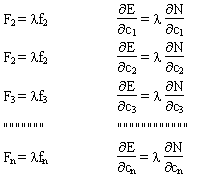 F₂ = λf₂ ∂E/∂c₁ = λ ∂N/∂c₁
F₂ = λf₂ ∂E/∂c₂ = λ ∂N/∂c₂
F₃ = λf₃ ∂E/∂c₃ = λ ∂N/∂c₃
""""""" """"""""""""
Fₙ = λfₙ ∂E/∂cₙ = λ ∂N/∂cₙ